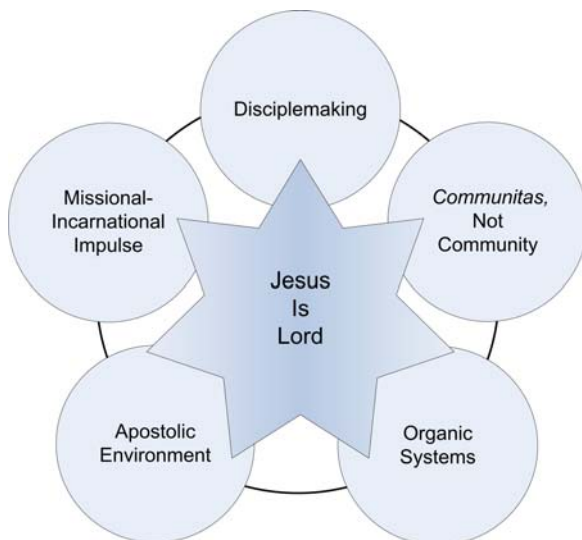 Disciplemaking
Missional-
Incarnational
Impulse
Communitas,
Not
Community
Jesus
Is
Lord
Apostolic
Environment
Organic
Systems